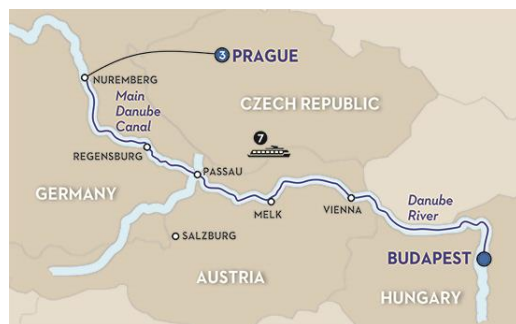 3 PRAGUE
NUREMBERG
Main
Danube
Canal
CZECH REPUBLIC
7
REGENSBURG
PASSAU
GERMANY
MELK
VIENNA
Danube
River
SALZBURG
BUDAPEST
AUSTRIA
HUNGARY